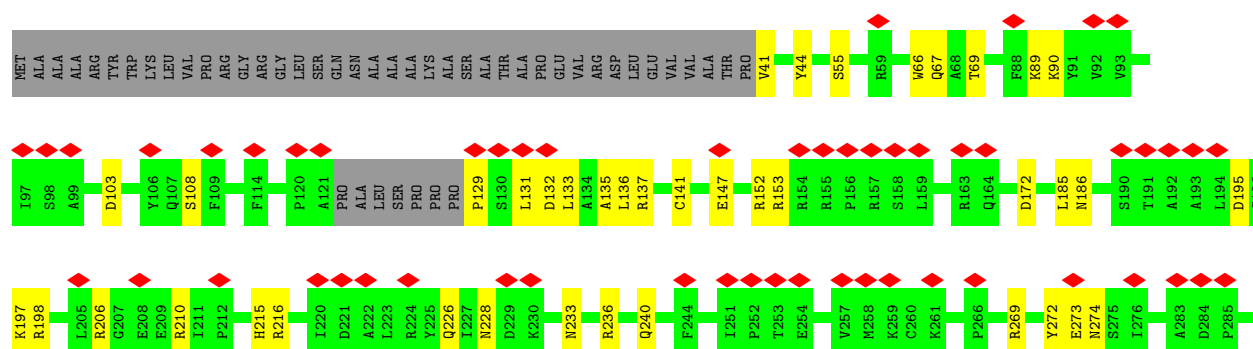 MET ALA ALA ALA ALA ARG TYR TRP LYS LEU VAL PRO ARG GLY ARG GLY LEU SER GLN ASN ALA ALA ALA ALA LYS ALA SER ALA THR ALA PRO GLU VAL ARG ASP LEU GLU VAL VAL ALA THR PRO V41 Y44 S55 R59 W66 Q67 A68 T69 F88 K89 K90 Y91 V92 V93
I97 S98 A99 D103 Y106 Q107 S108 F109 F114 P120 A121 PRO ALA LEU SER PRO PRO PRO P129 S130 L131 D132 L133 A134 A135 L136 R137 C141 E147 R152 R153 R154 R155 P156 R157 S158 L159 R163 Q164 D172 L185 N186 S190 T191 A192 A193 L194 D195
K197 R198 L205 R206 G207 E208 E209 R210 I211 P212 H215 R216 I220 D221 A222 L223 R224 Y225 Q226 I227 N228 D229 K230 N233 R236 Q240 F244 I251 P252 T253 E254 V257 M258 K259 C260 K261 P266 R269 Y272 E273 N274 S275 I276 A283 D284 P285